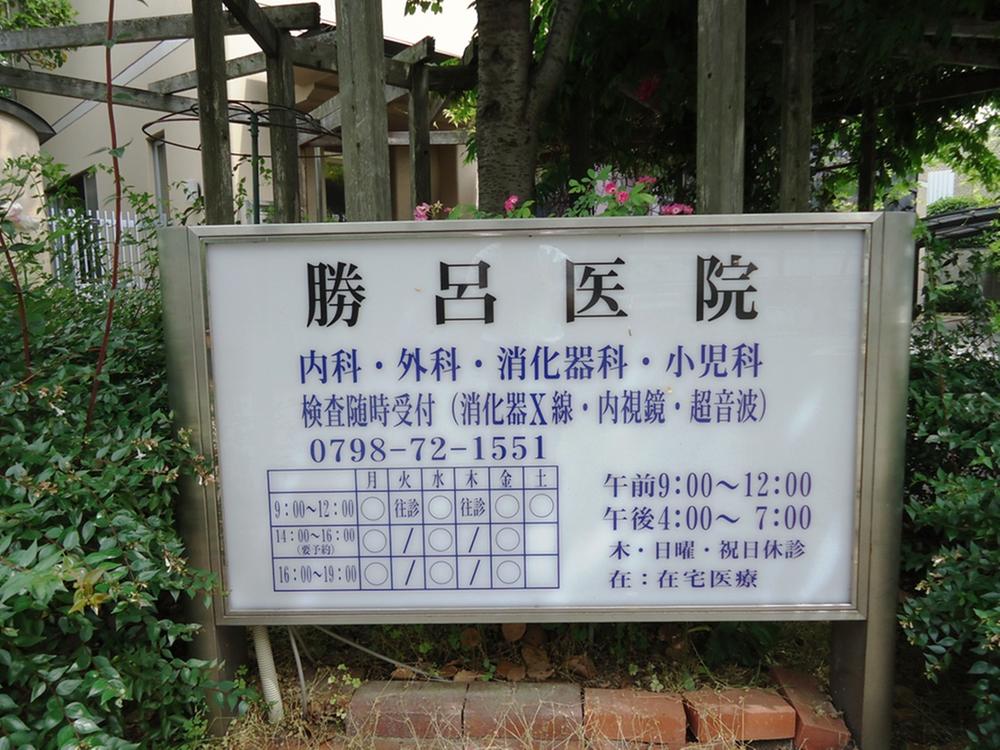 勝呂医院
内科・外科・消化器科・小児科
検査随時受付（消化器X線・内視鏡・超音波）
0798-72-1551
月 火 水 木 金 土
9:00〜12:00 ○ 往診 ○ 往診 ○ ○
14:00〜16:00 ○ / ○ / ○
(要予約)
16:00〜19:00 ○ / ○ / ○
午前9:00〜12:00
午後4:00〜 7:00
木・日曜・祝日休診
在：在宅医療